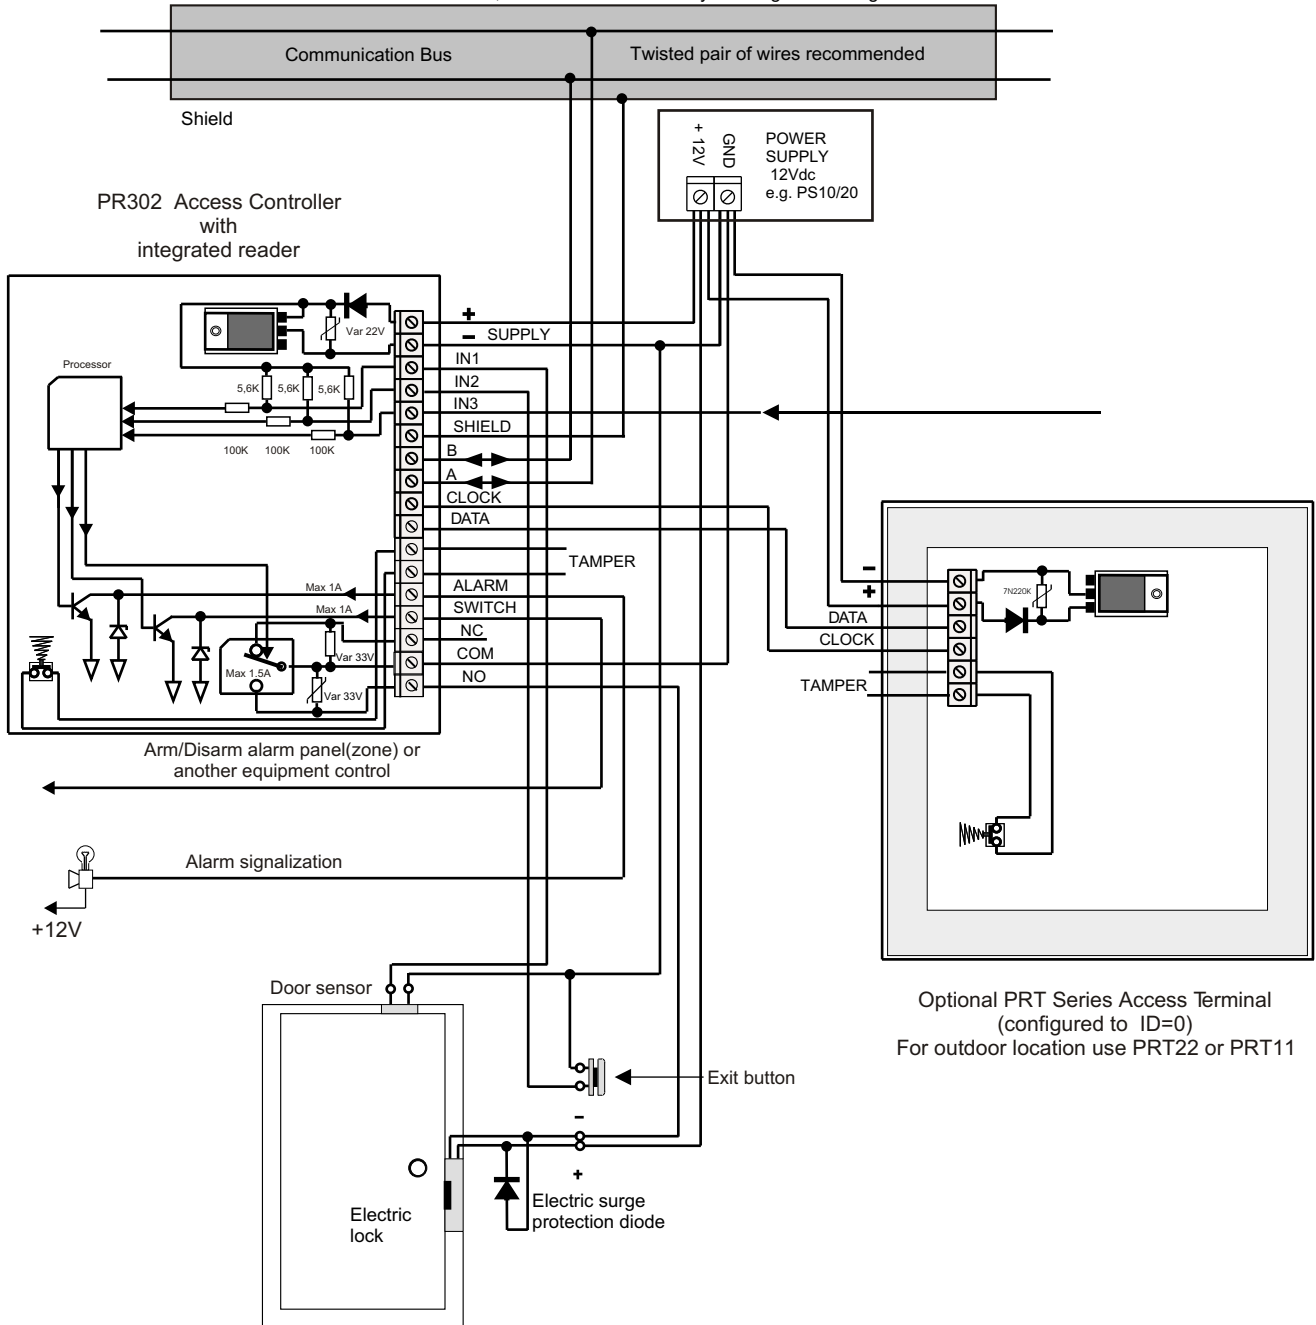 Communication Bus
Twisted pair of wires recommended
Shield
+ 12V
GND
POWER
SUPPLY
12Vdc
e.g. PS10/20
PR302 Access Controller
with
integrated reader
+
- SUPPLY
IN1
IN2
IN3
SHIELD
B
A
CLOCK
DATA
TAMPER
ALARM
SWITCH
NC
COM
NO
Var 22V
Processor
5,6K
5,6K
5,6K
100K
100K
100K
Max 1A
Max 1A
Var 33V
Max 1.5A
Var 33V
-
+
DATA
CLOCK
TAMPER
7N220K
Arm/Disarm alarm panel(zone) or
another equipment control
Alarm signalization
+12V
Door sensor
Optional PRT Series Access Terminal
(configured to ID=0)
For outdoor location use PRT22 or PRT11
Exit button
-
+
Electric surge
protection diode
Electric
lock